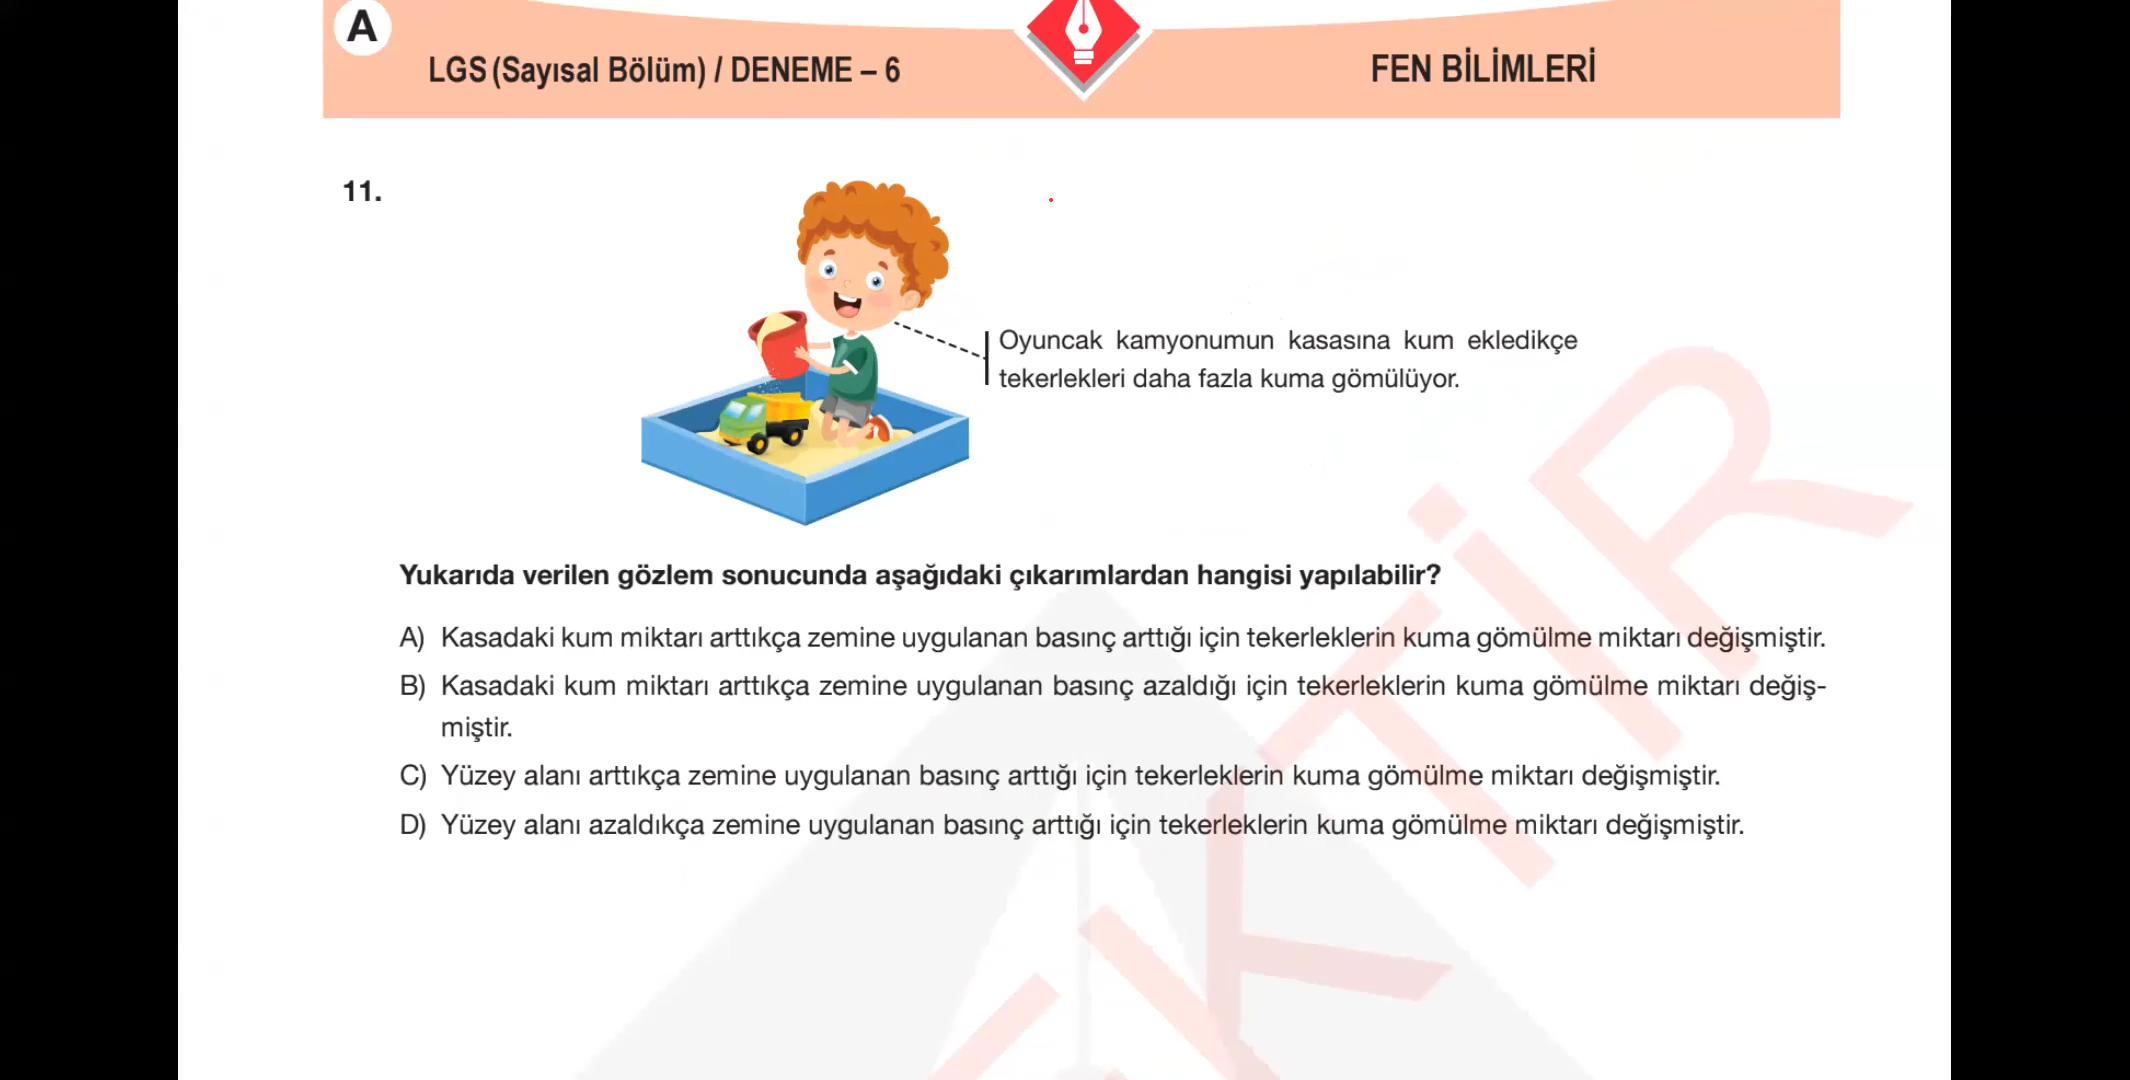 A
LGS (Sayısal Bölüm) / DENEME – 6
FEN BİLİMLERİ
11.
Oyuncak kamyonumun kasasına kum ekledikçe
tekerlekleri daha fazla kuma gömülüyor.
Yukarıda verilen gözlem sonucunda aşağıdaki çıkarımlardan hangisi yapılabilir?
A) Kasadaki kum miktarı arttıkça zemine uygulanan basınç arttığı için tekerleklerin kuma gömülme miktarı değişmiştir.
B) Kasadaki kum miktarı arttıkça zemine uygulanan basınç azaldığı için tekerleklerin kuma gömülme miktarı değiş-
miştir.
C) Yüzey alanı arttıkça zemine uygulanan basınç arttığı için tekerleklerin kuma gömülme miktarı değişmiştir.
D) Yüzey alanı azaldıkça zemine uygulanan basınç arttığı için tekerleklerin kuma gömülme miktarı değişmiştir.
KTİR